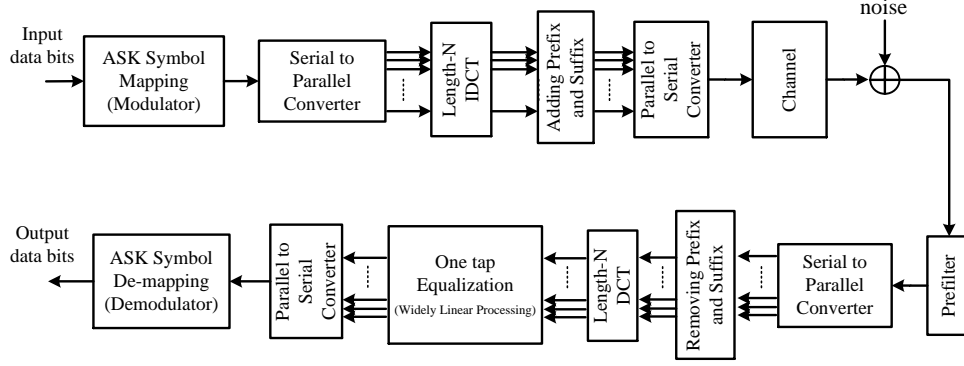 Input
data bits
ASK Symbol
Mapping
(Modulator)
Serial to
Parallel
Converter
Length-N
IDCT
Adding Prefix
and Suffix
Parallel to
Serial
Converter
Channel
noise
Prefilter
Serial to
Parallel
Converter
Removing Prefix
and Suffix
Length-N
DCT
One tap
Equalization
(Widely Linear Processing)
Parallel to
Serial
Converter
ASK Symbol
De-mapping
(Demodulator)
Output
data bits